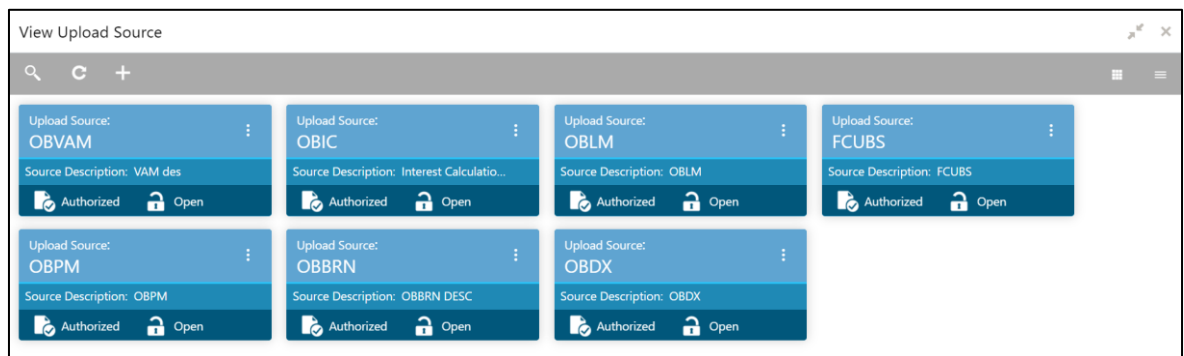 View Upload Source
Upload Source:
OBVAM
Source Description: VAM des
Authorized Open
Upload Source:
OBIC
Source Description: Interest Calculatio...
Authorized Open
Upload Source:
OBLM
Source Description: OBLM
Authorized Open
Upload Source:
FCUBS
Source Description: FCUBS
Authorized Open
Upload Source:
OBPM
Source Description: OBPM
Authorized Open
Upload Source:
OBBRN
Source Description: OBBRN DESC
Authorized Open
Upload Source:
OBDX
Source Description: OBDX
Authorized Open